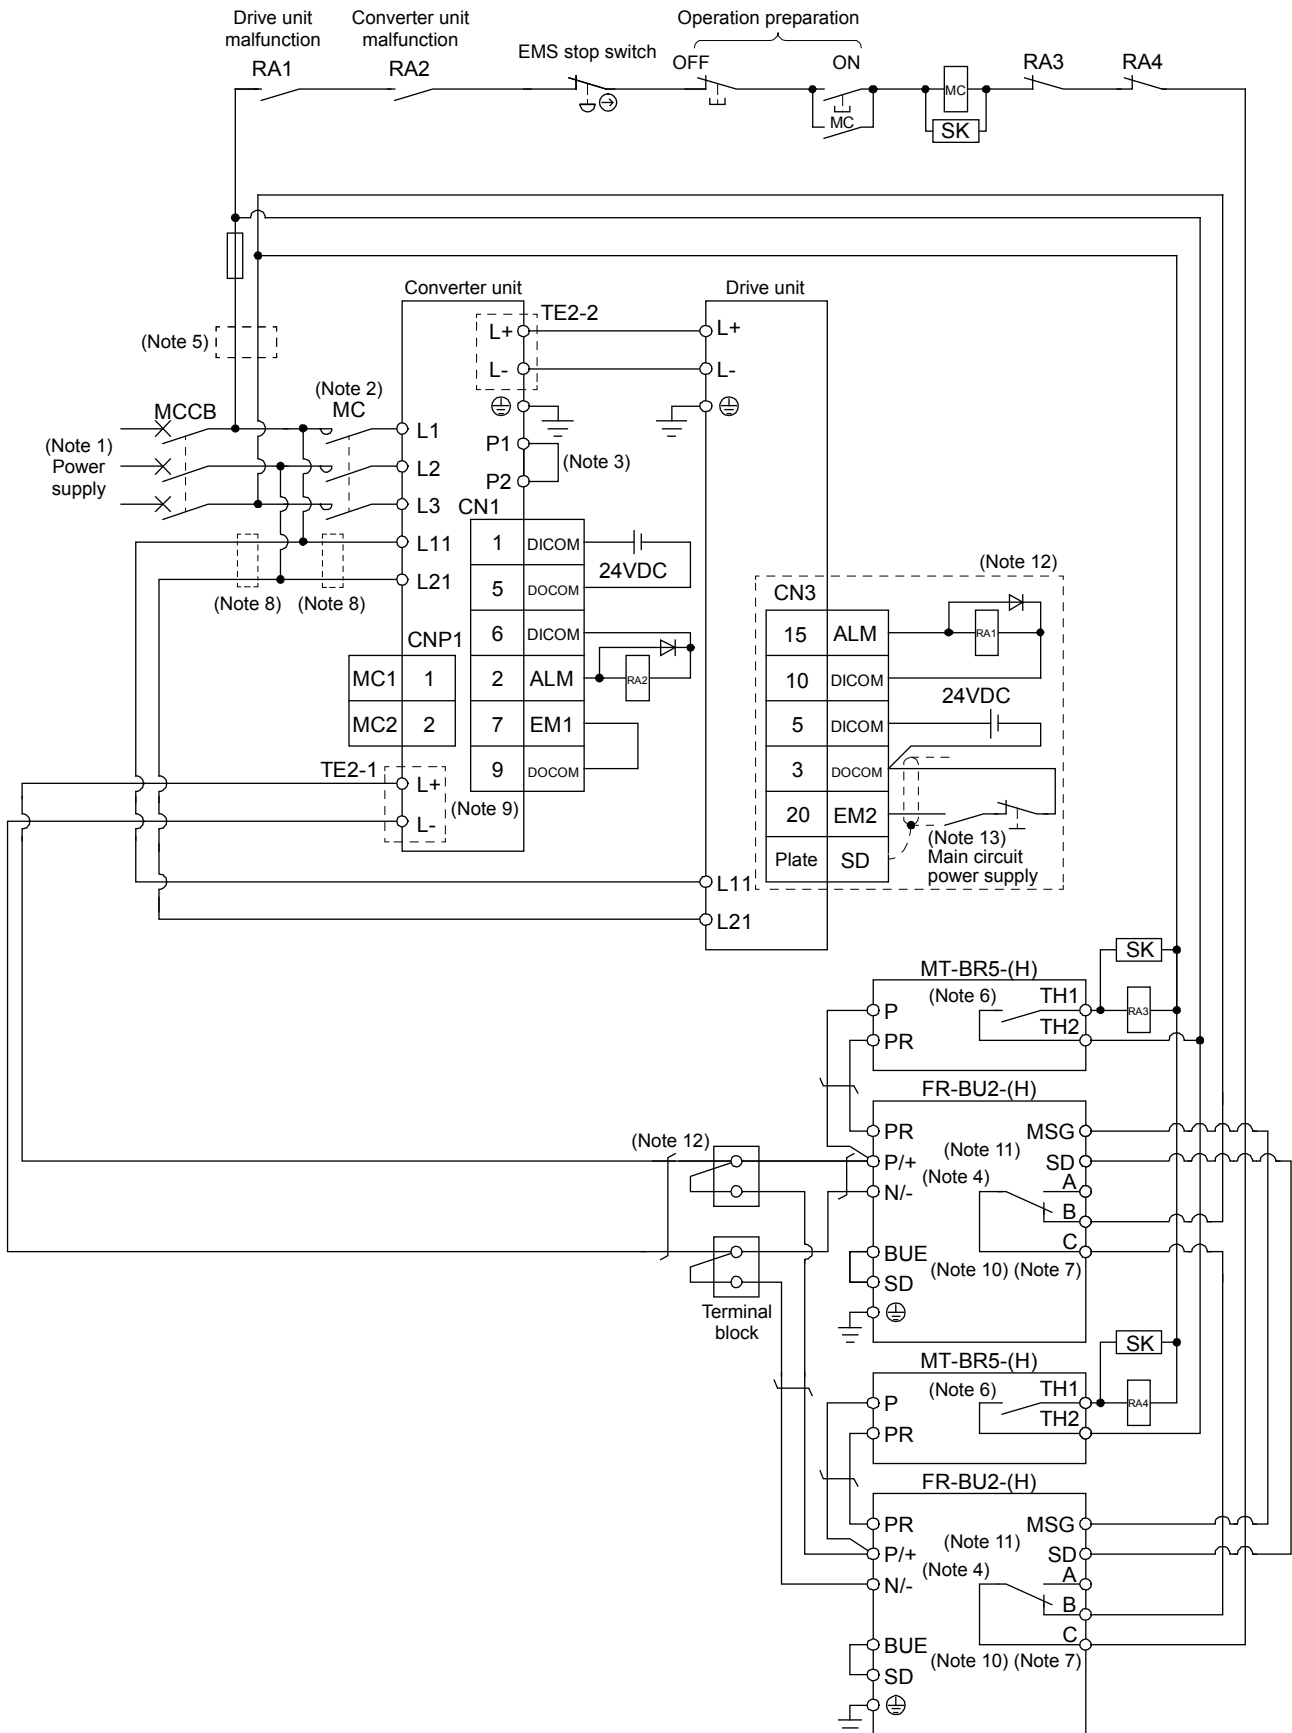 Drive unit
malfunction
Converter unit
malfunction
Operation preparation
EMS stop switch
OFF
ON
RA1
RA2
RA3
RA4
MC
MC
SK
Converter unit
Drive unit
TE2-2
L+
L+
(Note 5)
L-
L-
(Note 2)
MC
MCCB
L1
P1
(Note 1)
Power
supply
L2
(Note 3)
P2
L3
CN1
L11
1
DICOM
24VDC
(Note 12)
L21
5
DOCOM
(Note 8)
(Note 8)
CN3
6
DICOM
15
ALM
RA1
CNP1
MC1
1
2
ALM
RA2
10
DICOM
24VDC
MC2
2
7
EM1
5
DICOM
TE2-1
L+
9
DOCOM
3
DOCOM
(Note 9)
L-
20
EM2
(Note 13)
Main circuit
power supply
Plate
SD
L11
L21
SK
MT-BR5-(H)
(Note 6)
TH1
P
RA3
TH2
PR
FR-BU2-(H)
PR
MSG
(Note 12)
(Note 11)
P/+
SD
(Note 4)
A
N/-
B
C
BUE
(Note 10) (Note 7)
SD
Terminal
block
SK
MT-BR5-(H)
(Note 6)
TH1
P
RA4
TH2
PR
FR-BU2-(H)
PR
MSG
(Note 11)
P/+
SD
(Note 4)
A
N/-
B
C
BUE
(Note 10) (Note 7)
SD